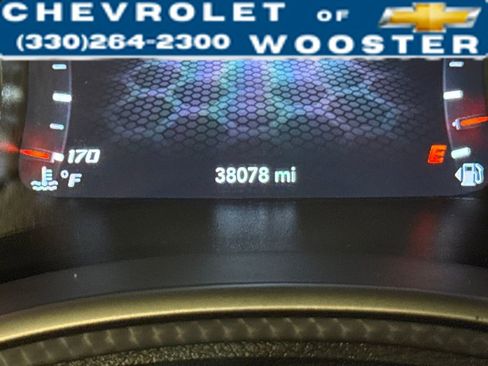 CHEVROLET OF
(330)264-2300 WOOSTER
170 E
°F 38078 mi